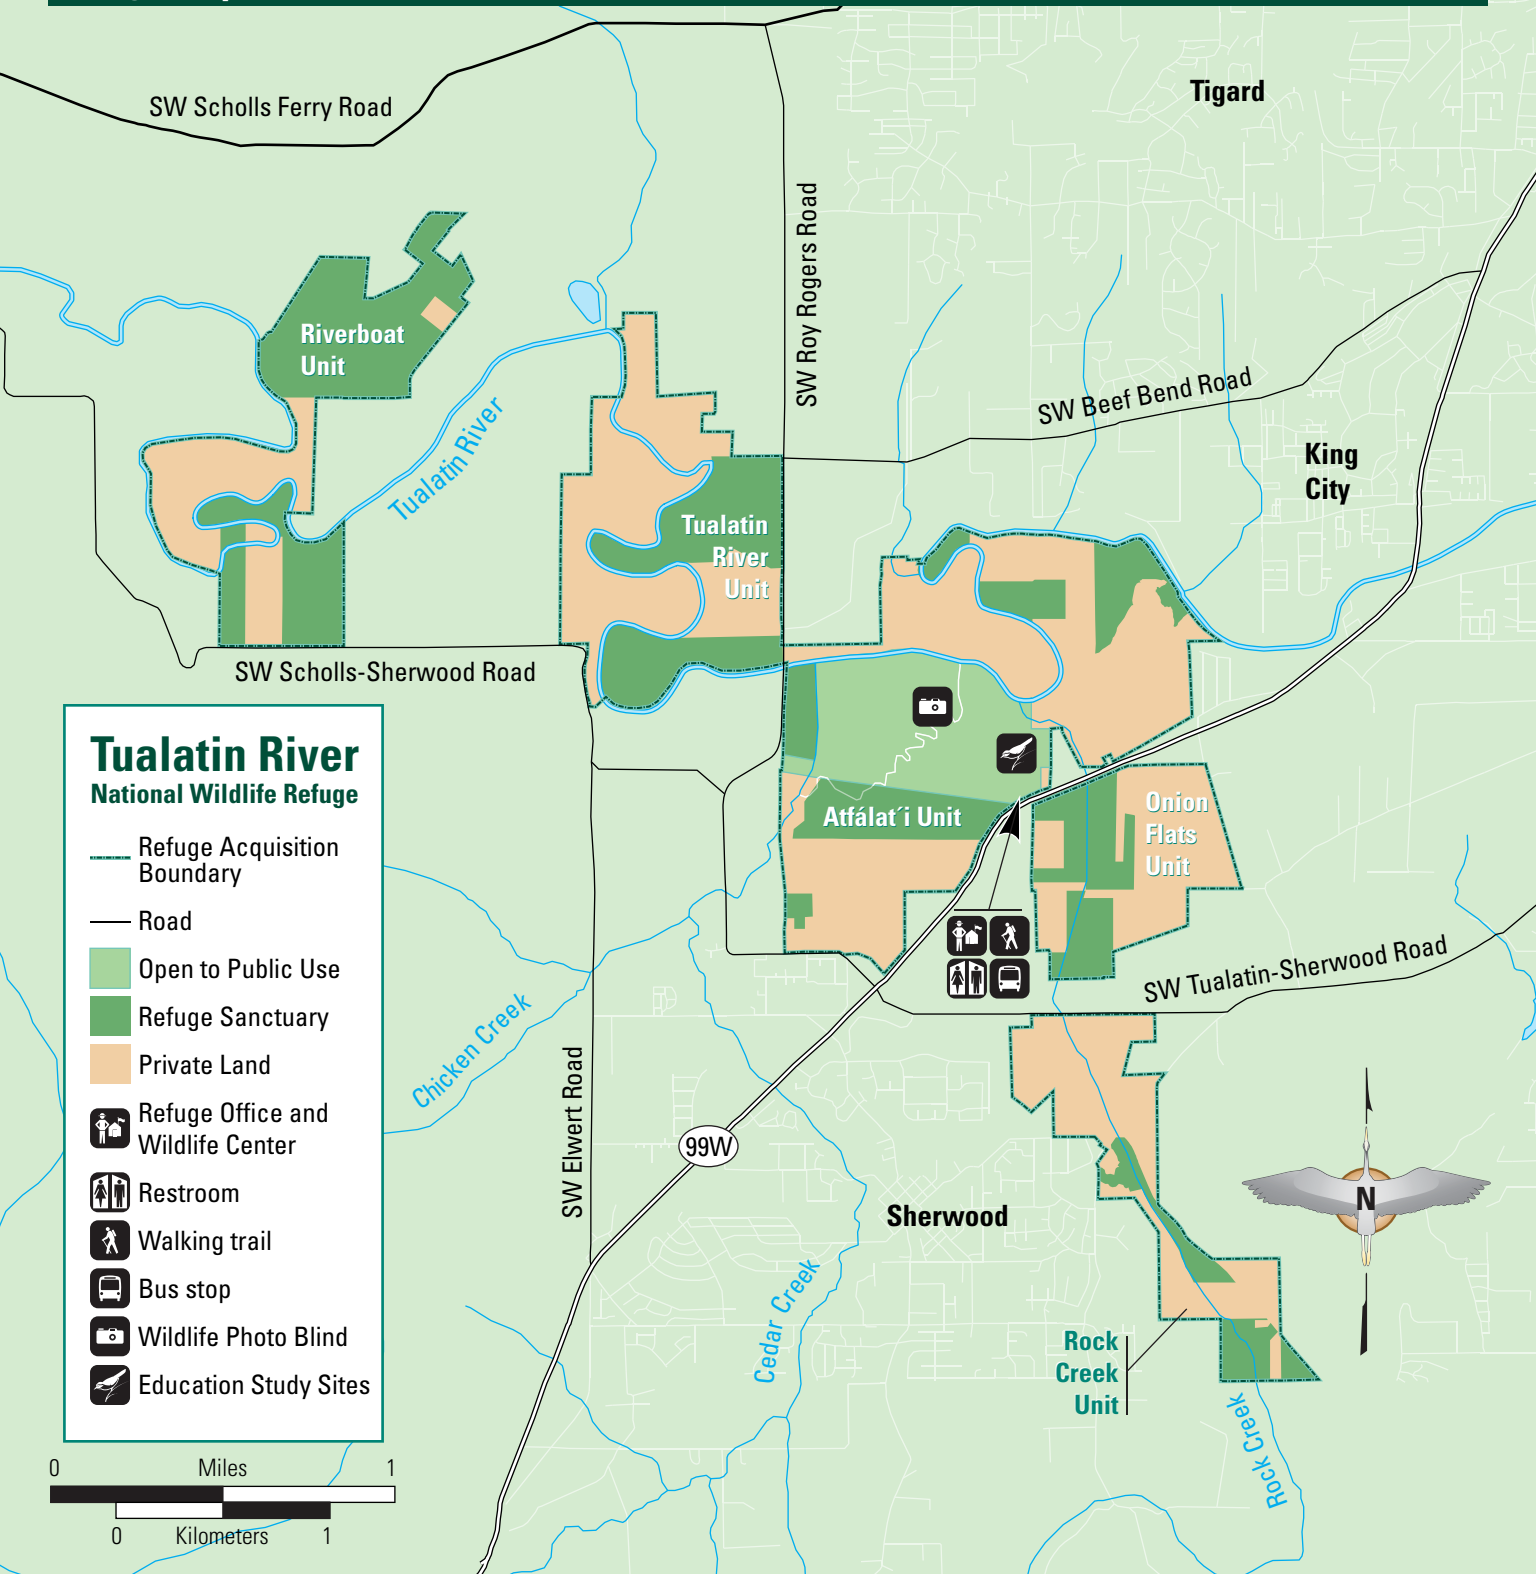 SW Scholls Ferry Road
Tigard
SW Roy Rogers Road
Riverboat
Unit
SW Beef Bend Road
Tualatin River
King
City
Tualatin
River
Unit
SW Scholls-Sherwood Road
Atfálat´i Unit
Onion
Flats
Unit
SW Tualatin-Sherwood Road
Chicken Creek
SW Elwert Road
99W
Sherwood
N
Cedar Creek
Rock
Creek
Unit
Rock Creek
Tualatin River
National Wildlife Refuge
Refuge Acquisition
Boundary
Road
Open to Public Use
Refuge Sanctuary
Private Land
Refuge Office and
Wildlife Center
Restroom
Walking trail
Bus stop
Wildlife Photo Blind
Education Study Sites
0 Miles 1
0 Kilometers 1